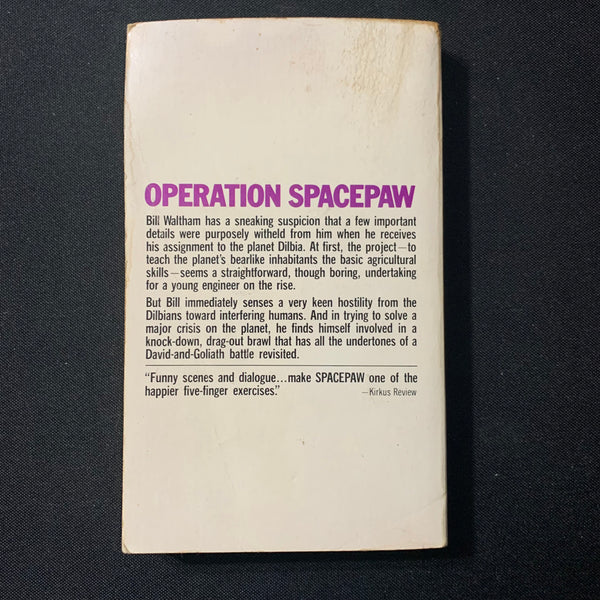 OPERATION SPACEPAW
Bill Waltham has a sneaking suspicion that a few important
details were purposely witheld from him when he receives
his assignment to the planet Dilbia. At first, the project—to
teach the planet's bearlike inhabitants the basic agricultural
skills—seems a straightforward, though boring, undertaking
for a young engineer on the rise.
But Bill immediately senses a very keen hostility from the
Dilbians toward interfering humans. And in trying to solve a
major crisis on the planet, he finds himself involved in a
knock-down, drag-out brawl that has all the undertones of a
David-and-Goliath battle revisited.
"Funny scenes and dialogue...make SPACEPAW one of the
happier five-finger exercises."
—Kirkus Review